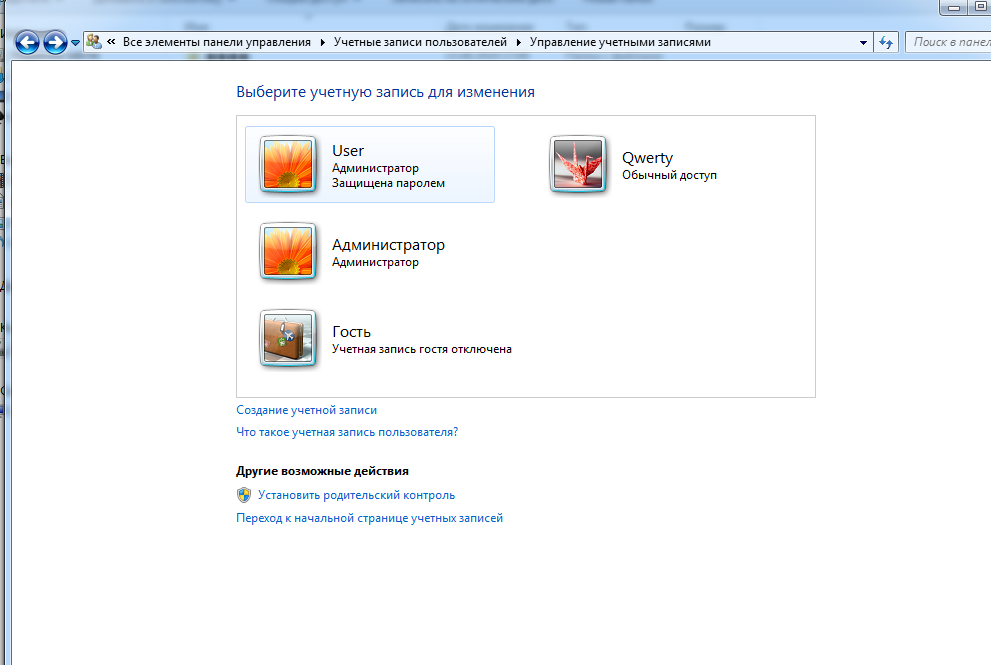 « Все элементы панели управления ▸ Учетные записи пользователей ▸ Управление учетными записями
Поиск в панел
Выберите учетную запись для изменения
User
Администратор
Защищена паролем
Qwerty
Обычный доступ
Администратор
Администратор
Гость
Учетная запись гостя отключена
Создание учетной записи
Что такое учетная запись пользователя?
Другие возможные действия
Установить родительский контроль
Переход к начальной странице учетных записей